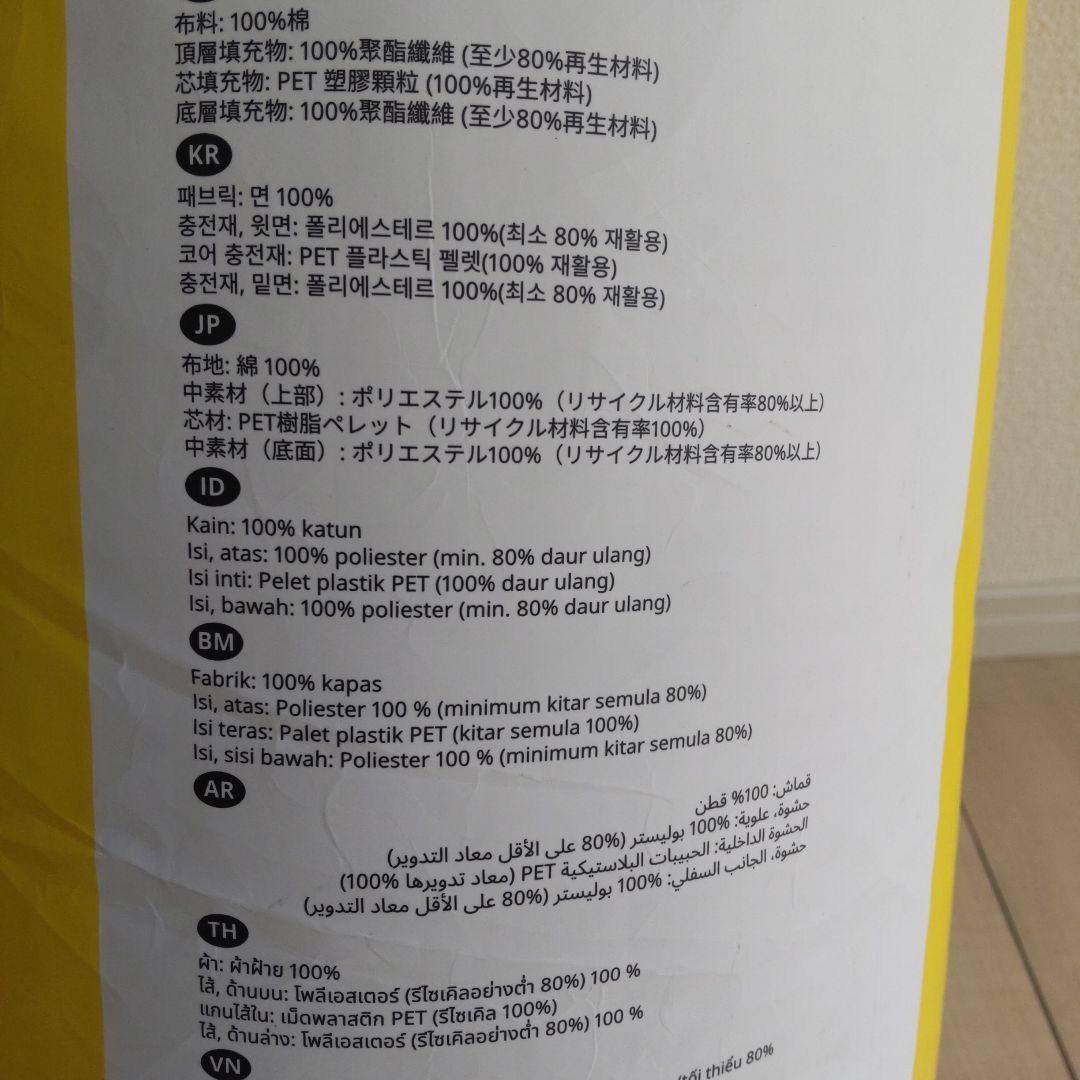 布料: 100%棉
頂層填充物: 100%聚酯纖維 (至少80%再生材料)
芯填充物: PET 塑膠顆粒 (100%再生材料)
底層填充物: 100%聚酯纖維 (至少80%再生材料)
KR
패브릭: 면 100%
충전재, 윗면: 폴리에스테르 100%(최소 80% 재활용)
코어 충전재: PET 플라스틱 펠렛(100% 재활용)
충전재, 밑면: 폴리에스테르 100%(최소 80% 재활용)
JP
布地: 綿 100%
中素材（上部）: ポリエステル100%（リサイクル材料含有率80%以上）
芯材: PET樹脂ペレット（リサイクル材料含有率100%）
中素材（底面）: ポリエステル100%（リサイクル材料含有率80%以上）
ID
Kain: 100% katun
Isi, atas: 100% poliester (min. 80% daur ulang)
Isi inti: Pelet plastik PET (100% daur ulang)
Isi, bawah: 100% poliester (min. 80% daur ulang)
BM
Fabrik: 100% kapas
Isi, atas: Poliester 100 % (minimum kitar semula 80%)
Isi teras: Palet plastik PET (kitar semula 100%)
Isi, sisi bawah: Poliester 100 % (minimum kitar semula 80%)
AR
قماش: 100% قطن
حشوة، علوية: 100% بوليستر (80% على الأقل معاد التدوير)
الحشوة الداخلية: الحبيبات البلاستيكية PET (معاد تدويرها 100%)
حشوة، الجانب السفلي: 100% بوليستر (80% على الأقل معاد التدوير)
TH
ผ้า: ผ้าฝ้าย 100%
ไส้, ด้านบน: โพลีเอสเตอร์ (รีไซเคิลอย่างต่ำ 80%) 100 %
แกนไส้ใน: เม็ดพลาสติก PET (รีไซเคิล 100%)
ไส้, ด้านล่าง: โพลีเอสเตอร์ (รีไซเคิลอย่างต่ำ 80%) 100 %
VN
tối thiểu 80%